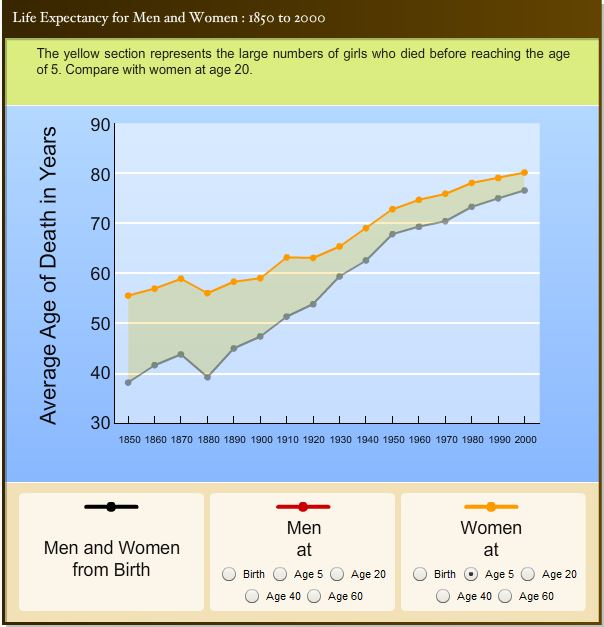 Life Expectancy for Men and Women : 1850 to 2000
The yellow section represents the large numbers of girls who died before reaching the age
of 5. Compare with women at age 20.
Average Age of Death in Years
90
80
70
60
50
40
30
1850 1860 1870 1880 1890 1900 1910 1920 1930 1940 1950 1960 1970 1980 1990 2000
Men and Women
from Birth
Men
at
Birth Age 5 Age 20
Age 40 Age 60
Women
at
Birth Age 5 Age 20
Age 40 Age 60